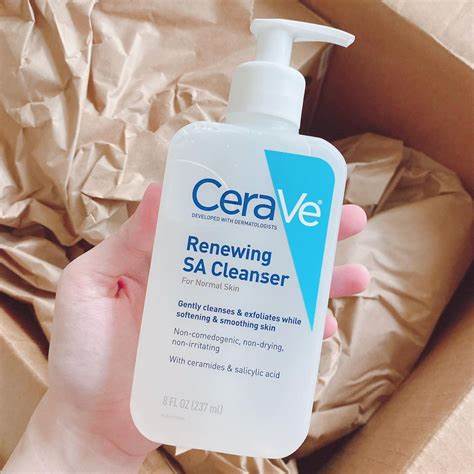 CeraVe®
DEVELOPED WITH DERMATOLOGISTS
Renewing
SA Cleanser
For Normal Skin
Gently cleanses & exfoliates while
softening & smoothing skin
Non-comedogenic, non-drying,
non-irritating
With ceramides & salicylic acid
8 FL OZ (237 ml)